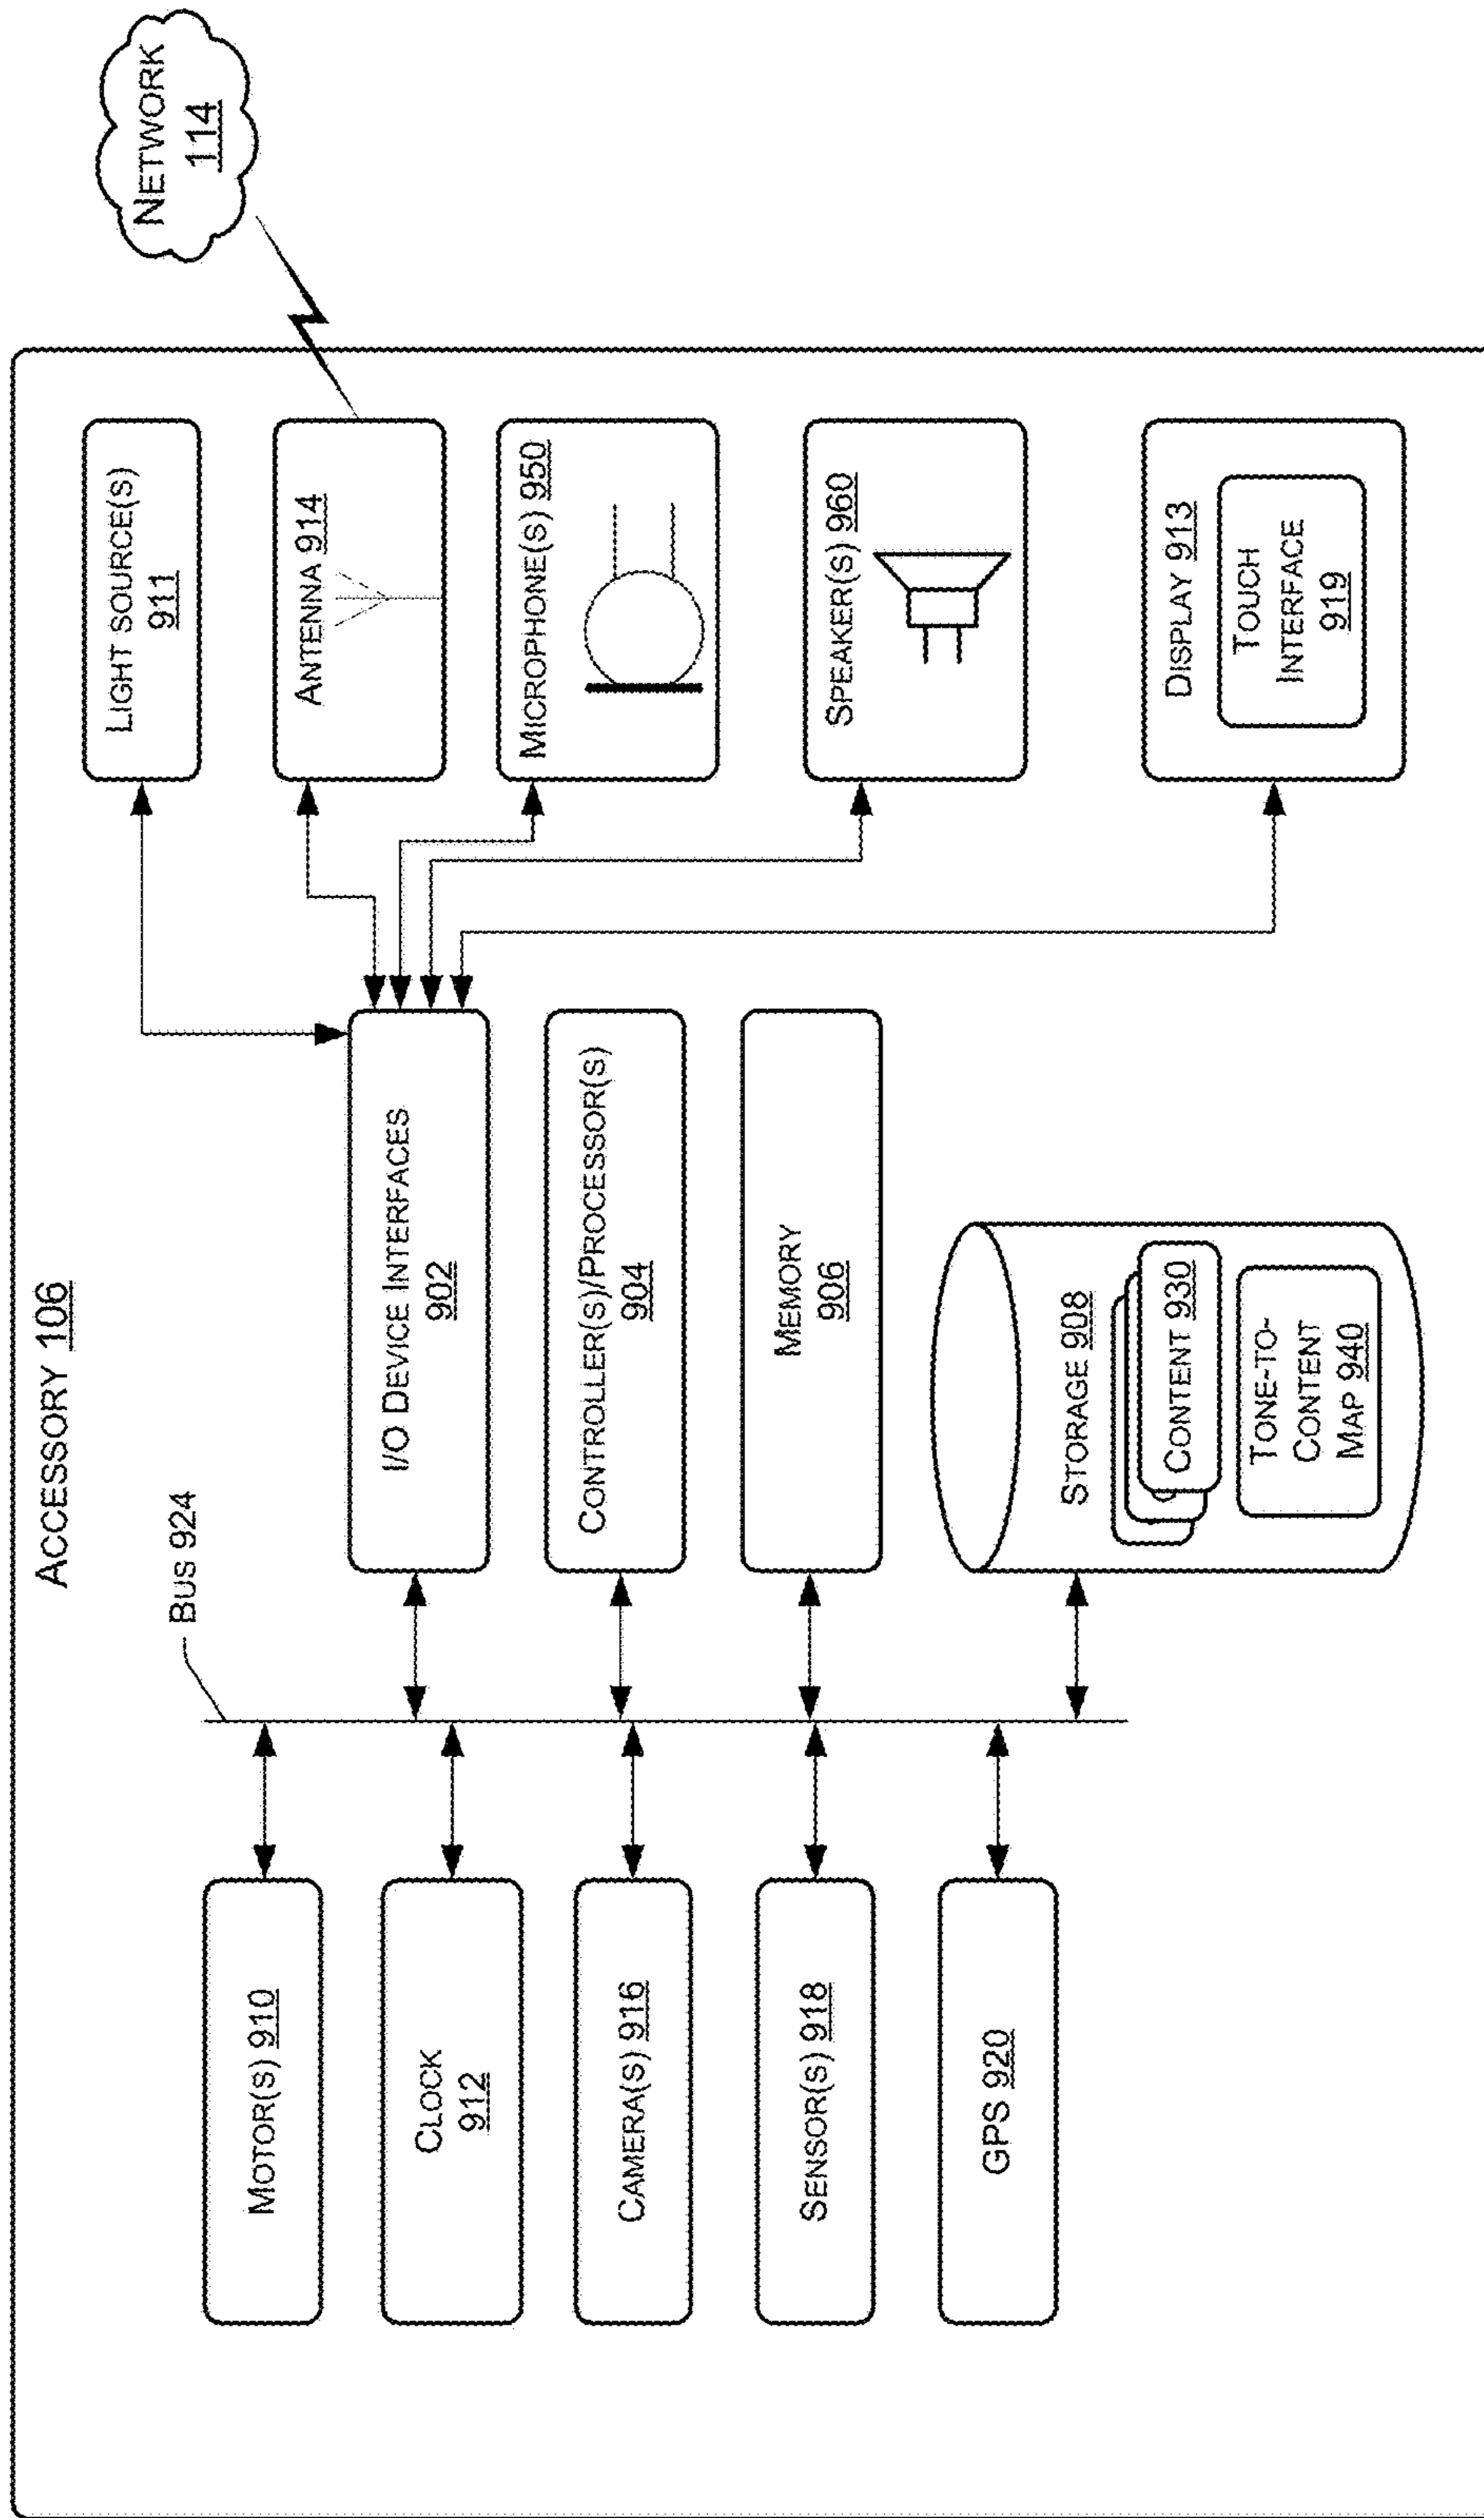 ACCESSORY 106
BUS 924
MOTOR(S) 910
CLOCK
912
CAMERA(S) 916
SENSOR(S) 918
GPS 920
I/O DEVICE INTERFACES
902
CONTROLLER(S)/PROCESSOR(S)
904
MEMORY
906
STORAGE 908
CONTENT 930
TONE-TO-
CONTENT
MAP 940
LIGHT SOURCE(S)
911
ANTENNA 914
MICROPHONE(S) 950
SPEAKER(S) 960
DISPLAY 913
TOUCH
INTERFACE
919
NETWORK
114